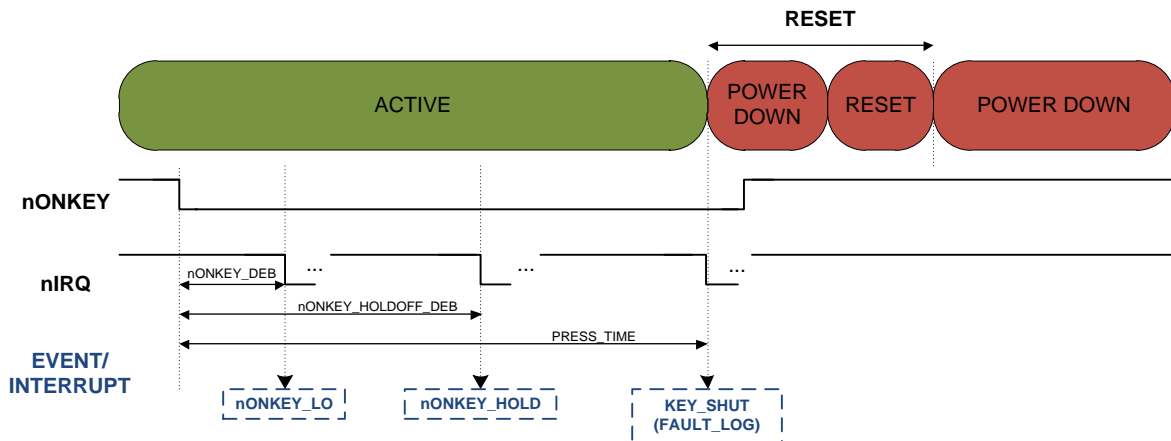 RESET
ACTIVE
POWER
DOWN
RESET
POWER DOWN
nONKEY
nIRQ
...
...
...
nONKEY_DEB
nONKEY_HOLDOFF_DEB
PRESS_TIME
EVENT/
INTERRUPT
nONKEY_LO
nONKEY_HOLD
KEY_SHUT
(FAULT_LOG)